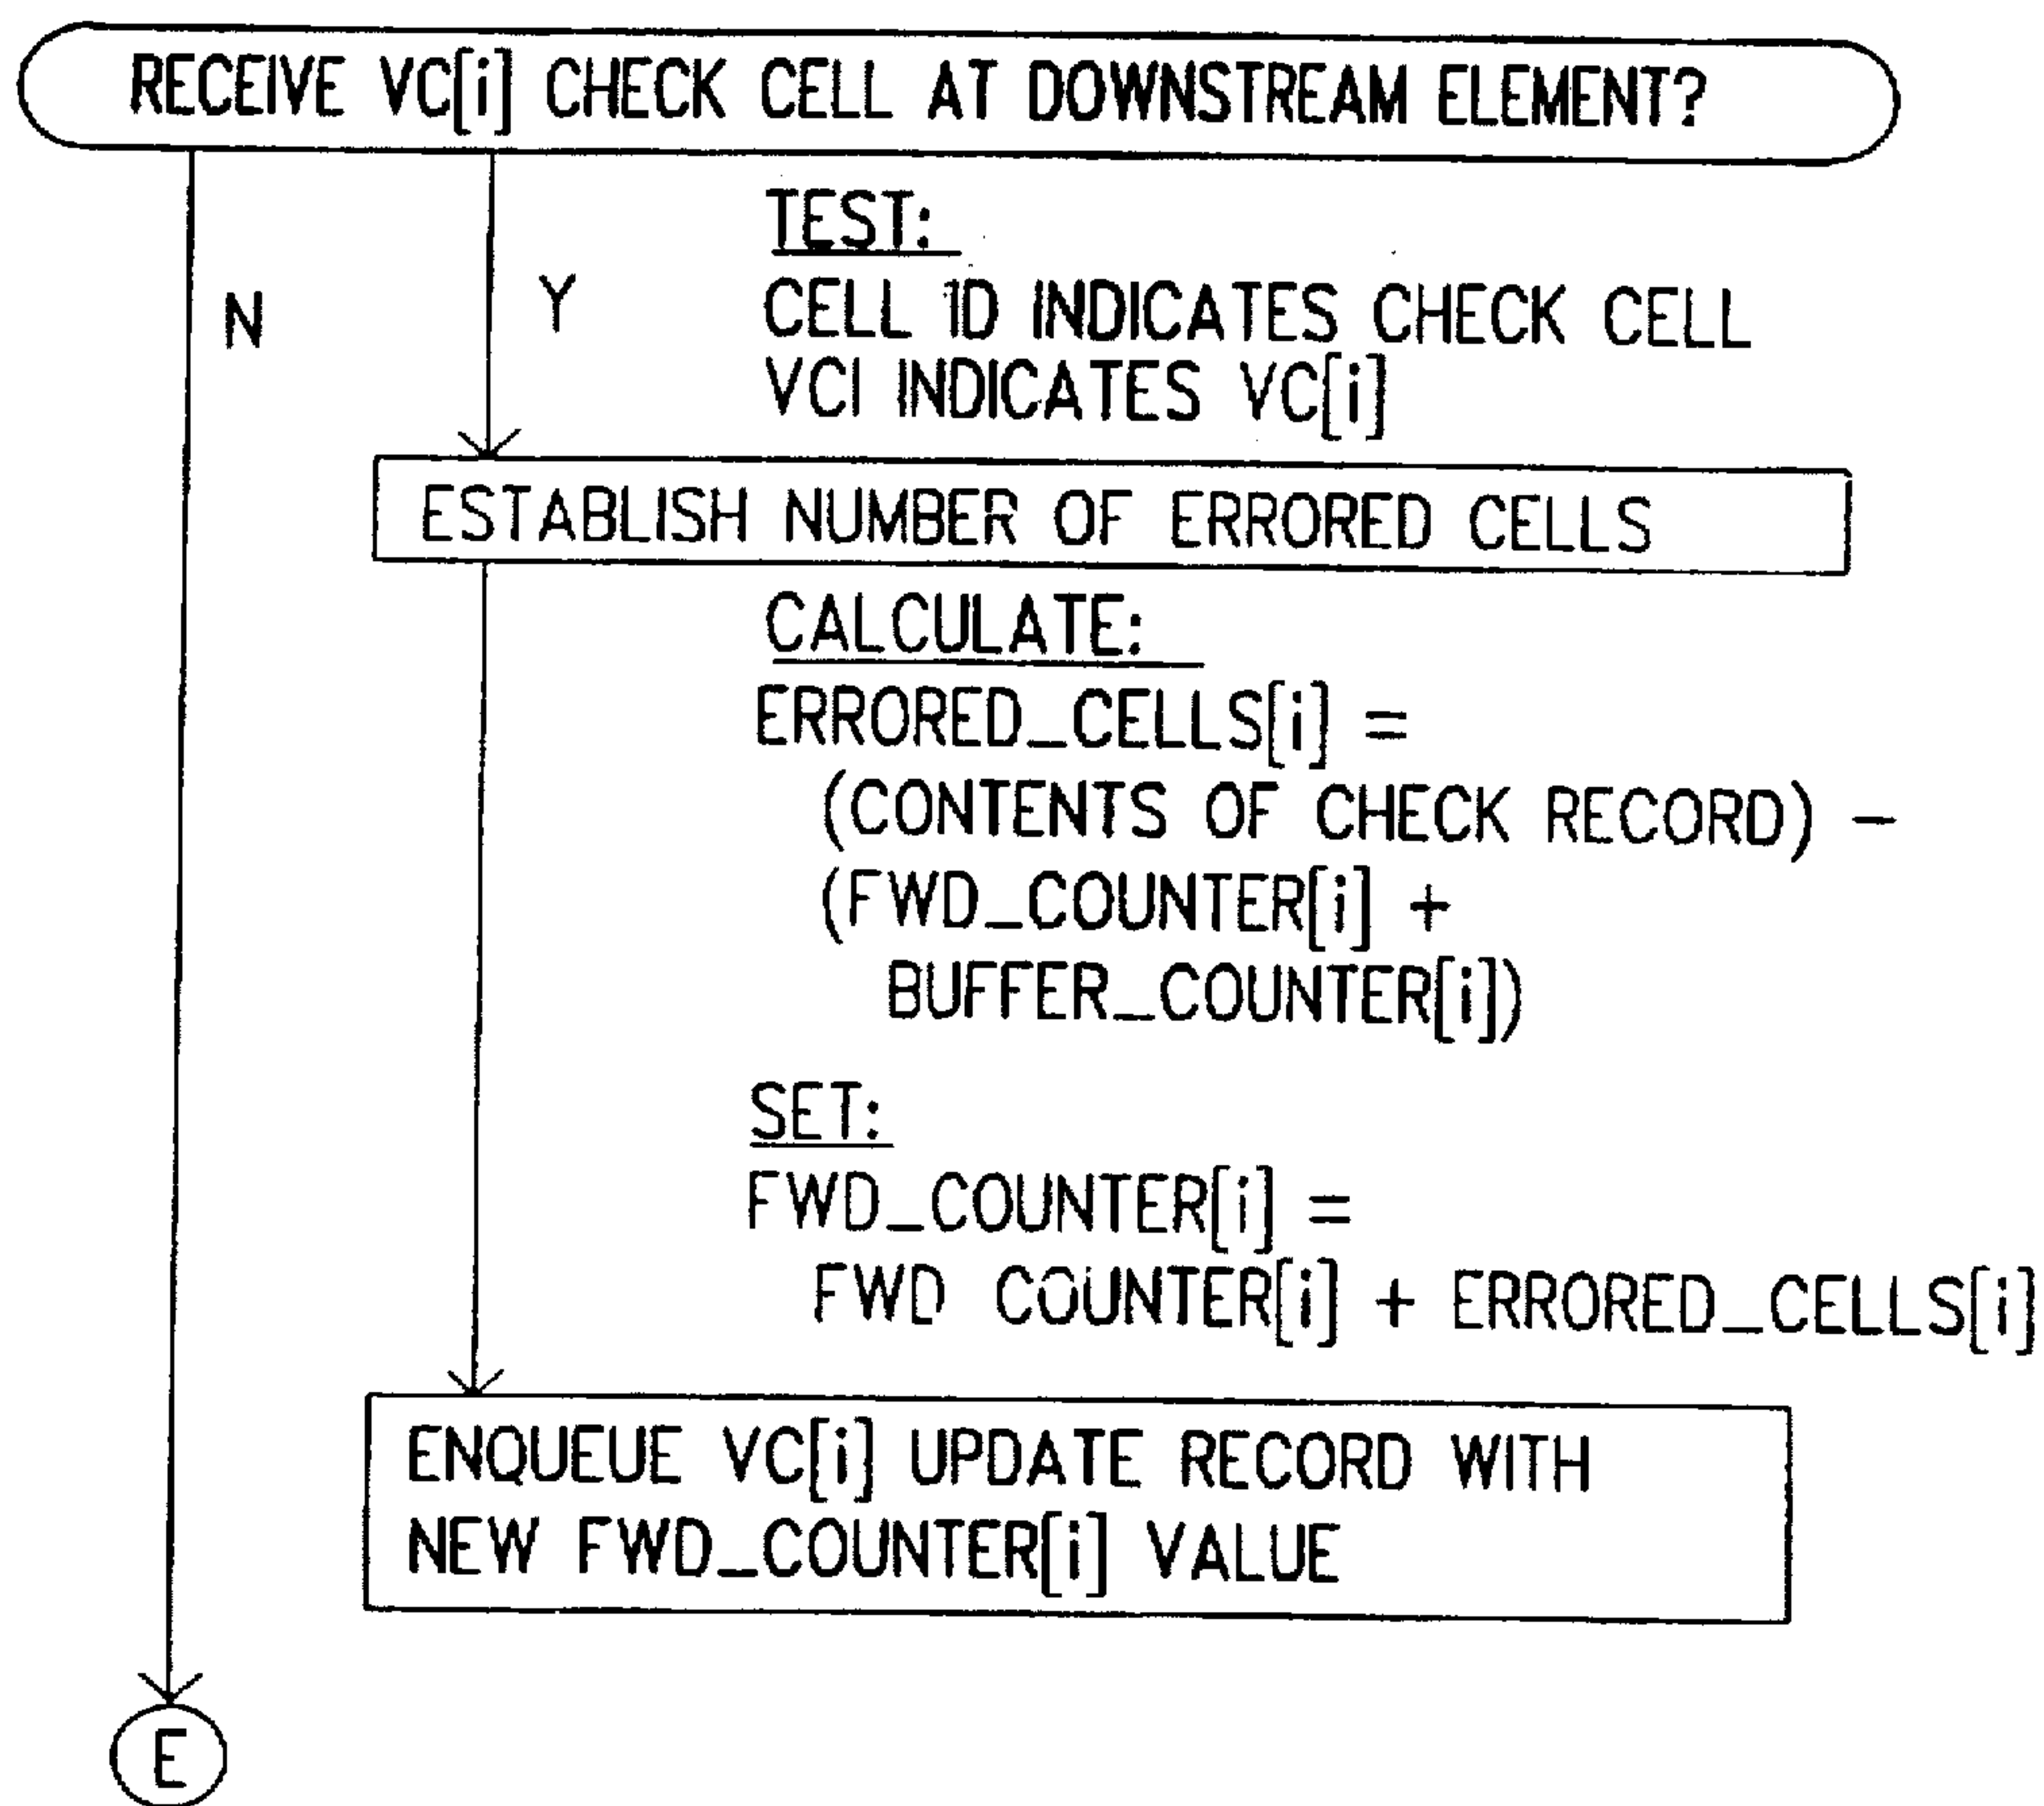 RECEIVE VC[i] CHECK CELL AT DOWNSTREAM ELEMENT?
TEST:
N
Y
CELL ID INDICATES CHECK CELL
VCI INDICATES VC[i]
ESTABLISH NUMBER OF ERRORED CELLS
CALCULATE:
ERRORED_CELLS[i] =
(CONTENTS OF CHECK RECORD) –
(FWD_COUNTER[i] +
BUFFER_COUNTER[i])
SET:
FWD_COUNTER[i] =
FWD COUNTER[i] + ERRORED_CELLS[i]
ENQUEUE VC[i] UPDATE RECORD WITH
NEW FWD_COUNTER[i] VALUE
E